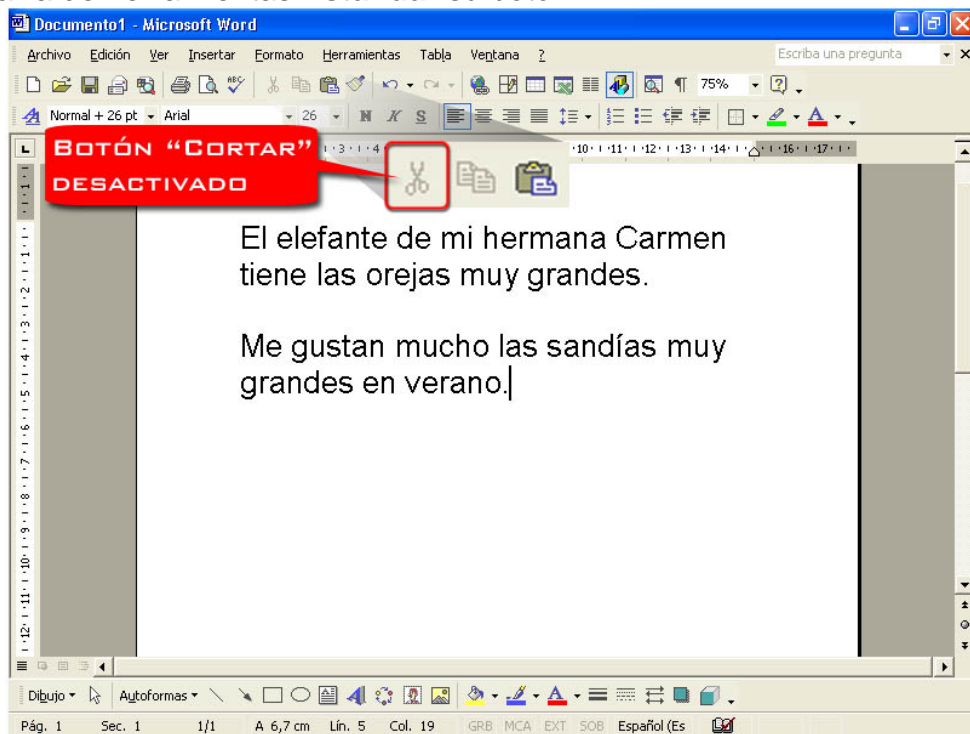 Documento1 - Microsoft Word
Archivo Edición Ver Insertar Formato Herramientas Tabla Ventana ? Escriba una pregunta
75%
Normal + 26 pt Arial 26 N K S
BOTÓN “CORTAR”
DESACTIVADO
El elefante de mi hermana Carmen
tiene las orejas muy grandes.
Me gustan mucho las sandías muy
grandes en verano.
Dibujo Autoformas
Pág. 1 Sec. 1 1/1 A 6,7 cm Lín. 5 Col. 19 GRB MCA EXT SOB Español (Es